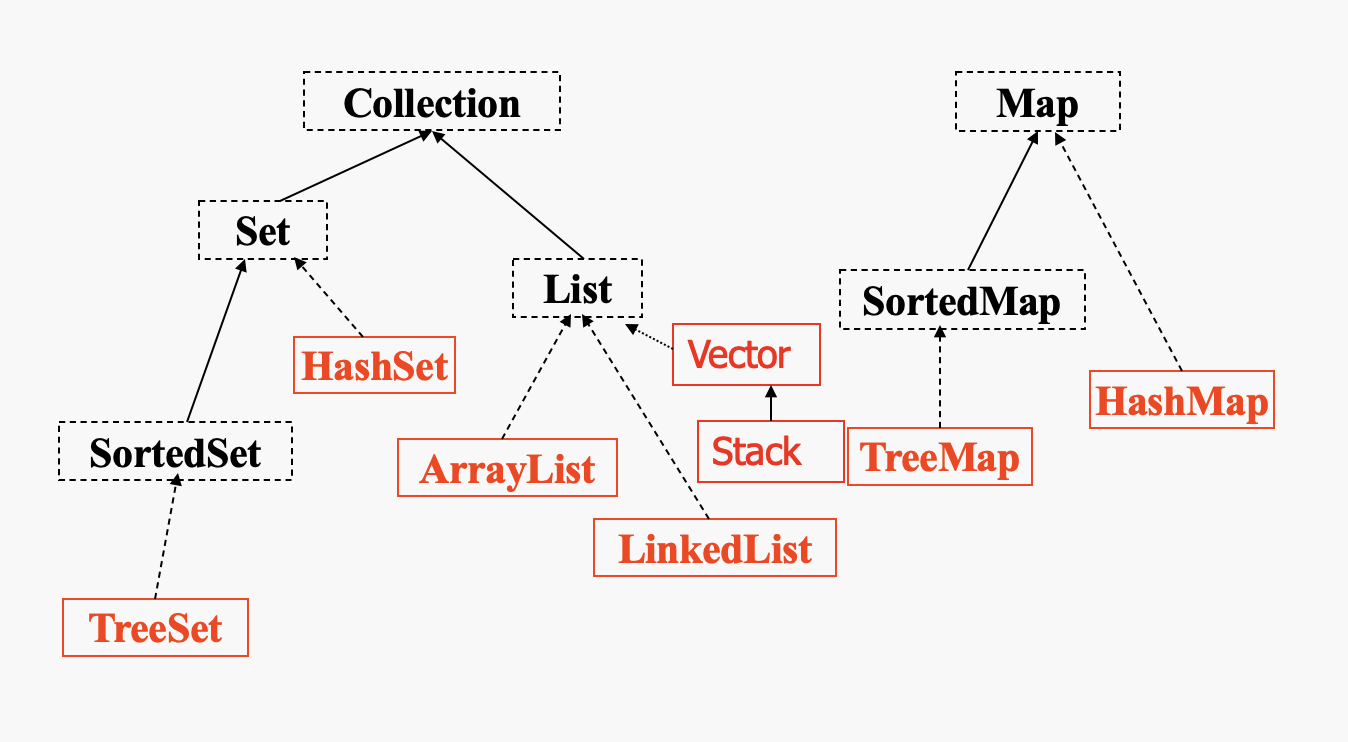 Collection
Map
Set
List
SortedMap
Vector
HashSet
HashMap
SortedSet
ArrayList
Stack
TreeMap
LinkedList
TreeSet